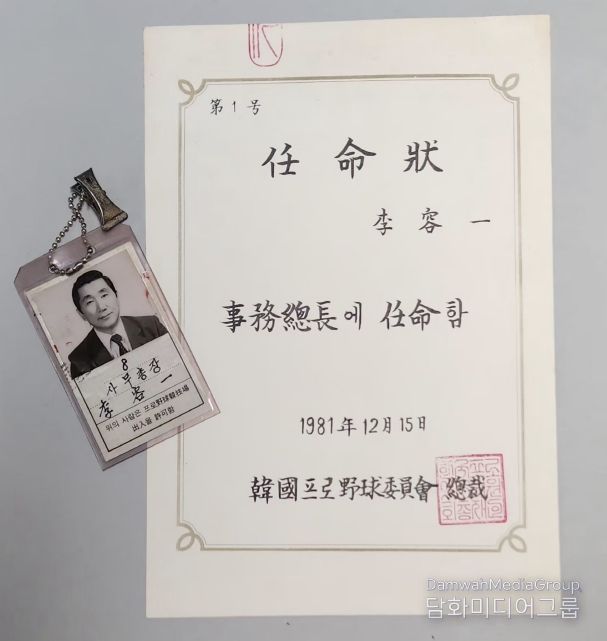 第 1 号
任 命 狀
李 容 一
事務總長에 任命함
1981年 12月 15日
韓國프로野球委員會 總裁
8
사무총장
李 容 一
위의 사람은 프로野球競技場
出入을 許可함
DamwahMediaGroup
담화미디어그룹